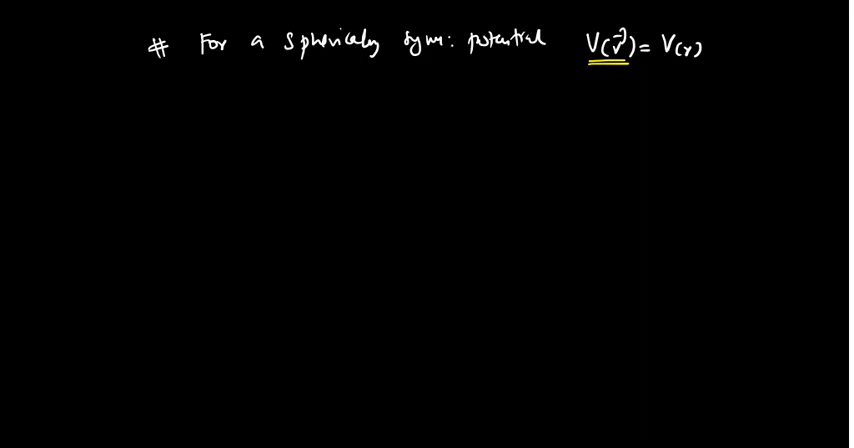 # For a Spherically sym: potential V(r⃗) = V(r)